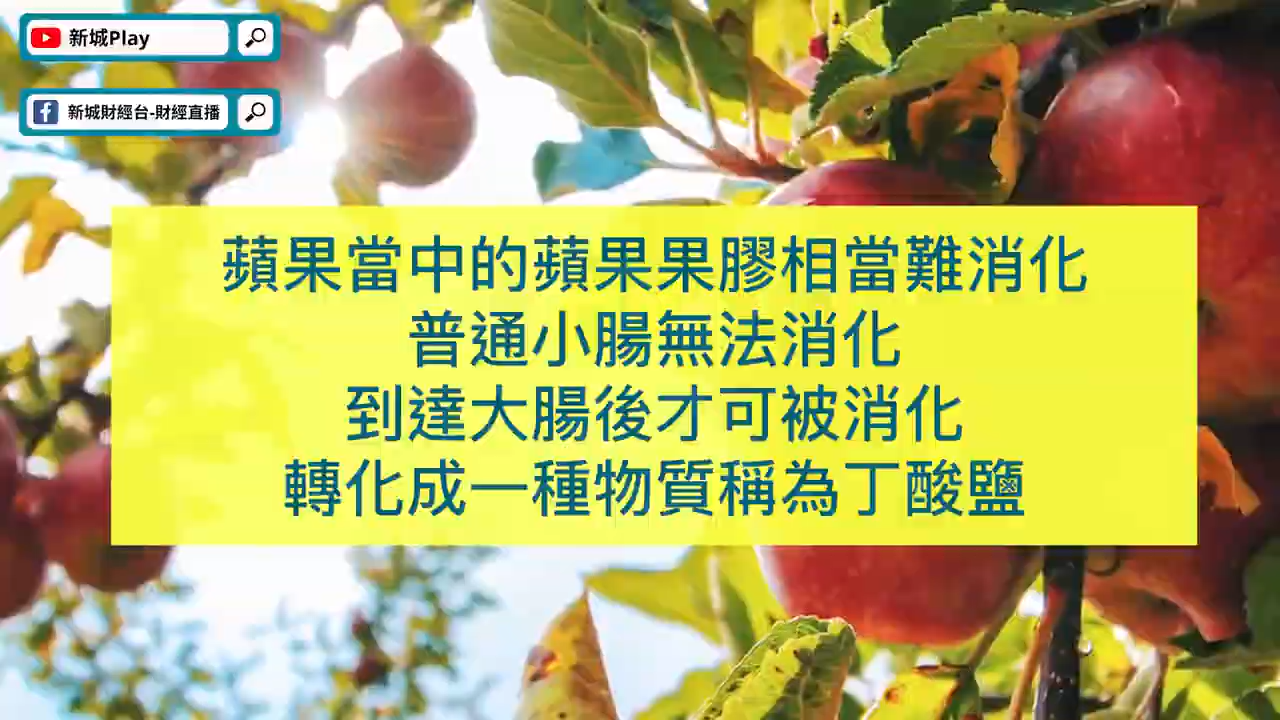 新城Play
新城財經台-財經直播
蘋果當中的蘋果果膠相當難消化
普通小腸無法消化
到達大腸後才可被消化
轉化成一種物質稱為丁酸鹽